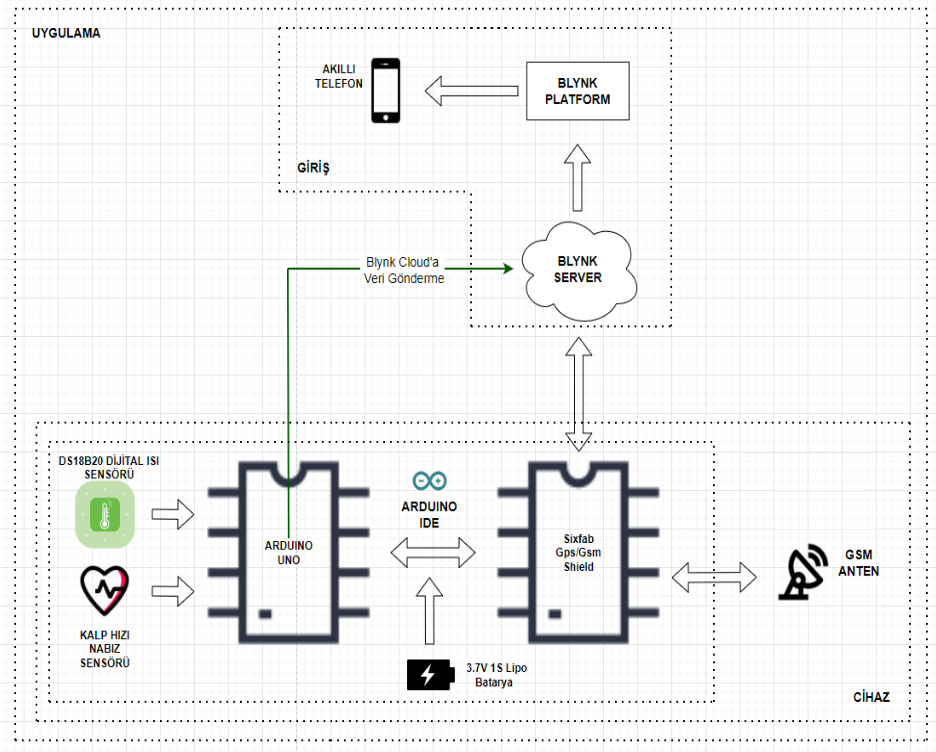 UYGULAMA
AKILLI
TELEFON
BLYNK
PLATFORM
GİRİŞ
Blynk Cloud'a
Veri Gönderme
BLYNK
SERVER
DS18B20 DİJİTAL ISI
SENSÖRÜ
ARDUINO
UNO
ARDUINO
IDE
Sixfab
Gps/Gsm
Shield
GSM
ANTEN
KALP HIZI
NABIZ
SENSÖRÜ
3.7V 1S Lipo
Batarya
CİHAZ